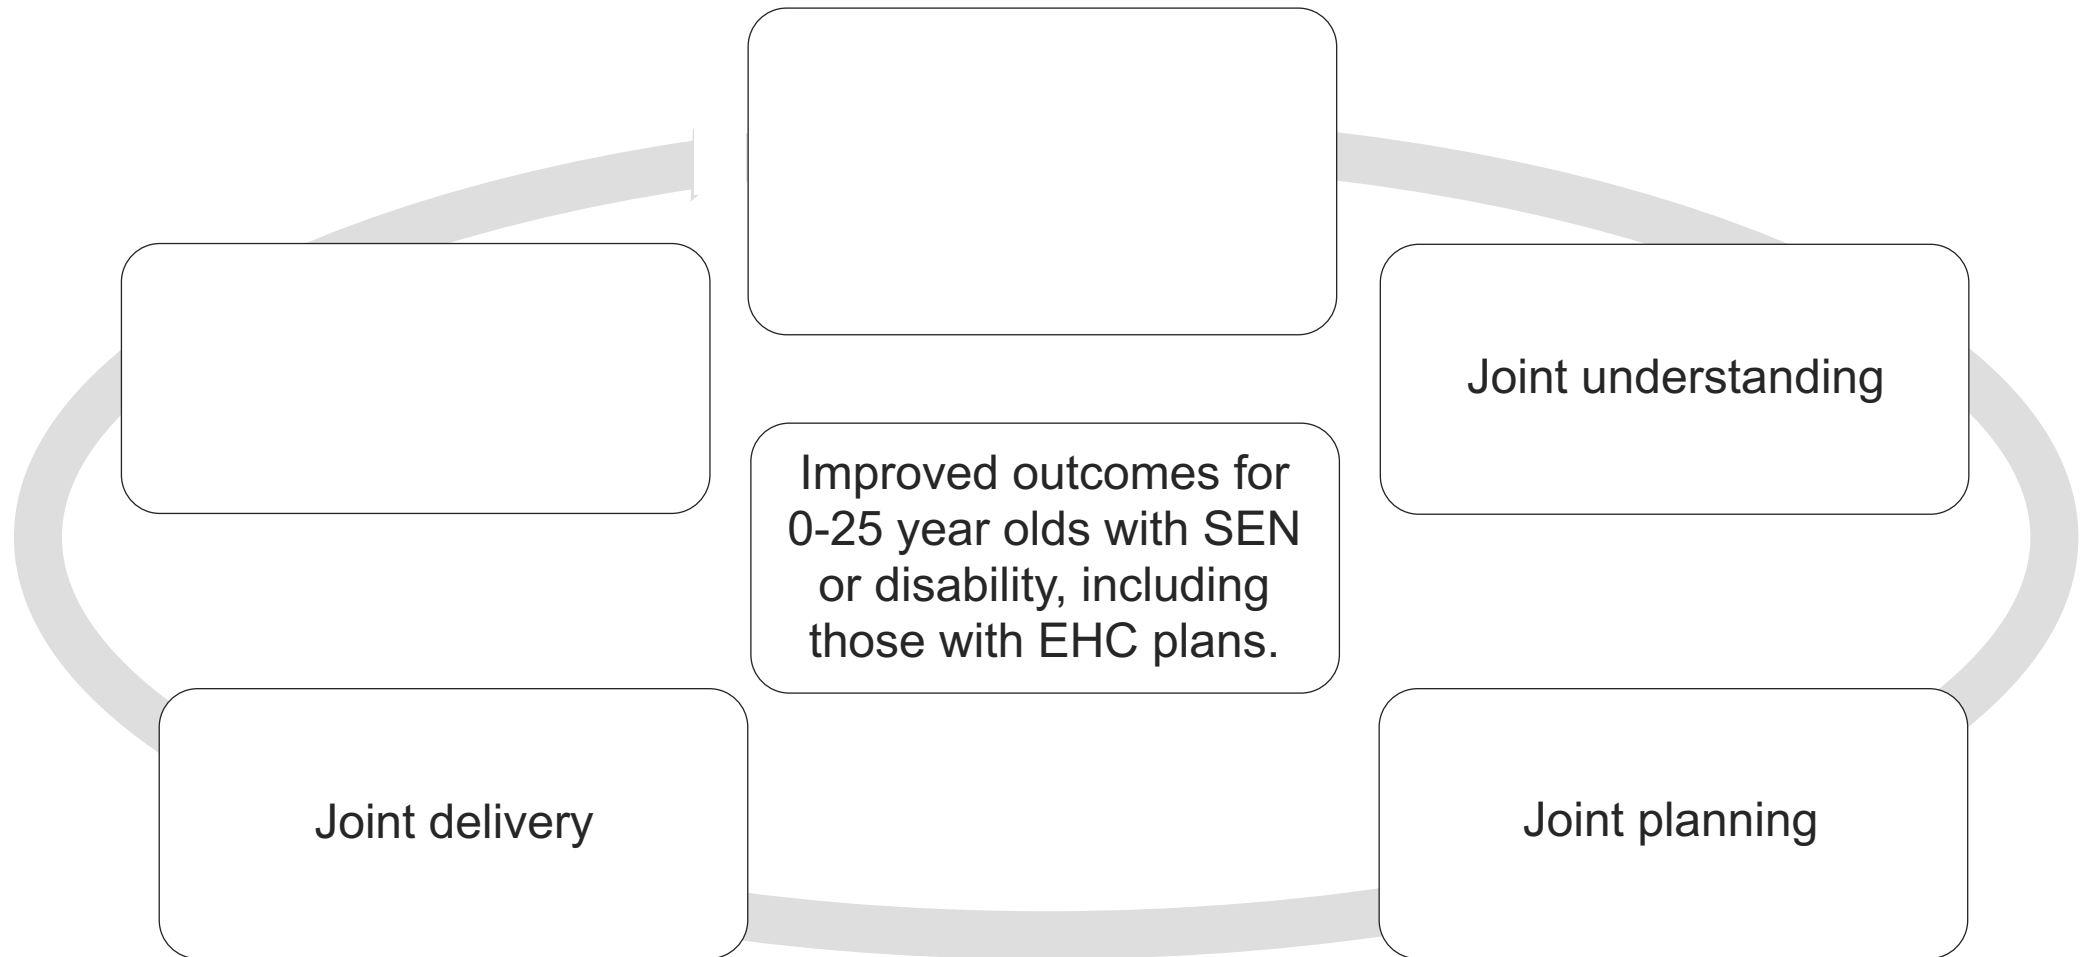 Joint understanding
Improved outcomes for
0-25 year olds with SEN
or disability, including
those with EHC plans.
Joint delivery
Joint planning